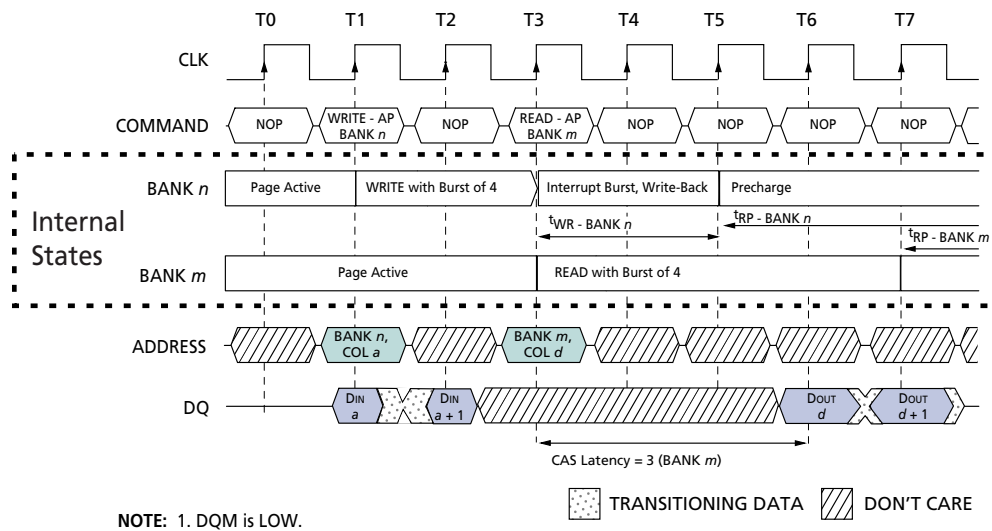 T0 T1 T2 T3 T4 T5 T6 T7
CLK
COMMAND NOP WRITE - AP NOP READ - AP NOP NOP NOP NOP
BANK n BANK m
BANK n Page Active WRITE with Burst of 4 Interrupt Burst, Write-Back Precharge
Internal
States
tWR - BANK n tRP - BANK n
tRP - BANK m
BANK m Page Active READ with Burst of 4
ADDRESS BANK n, BANK m,
COL a COL d
DQ DIN DIN DOUT DOUT
a a + 1 d d + 1
CAS Latency = 3 (BANK m)
TRANSITIONING DATA DON'T CARE
NOTE: 1. DQM is LOW.